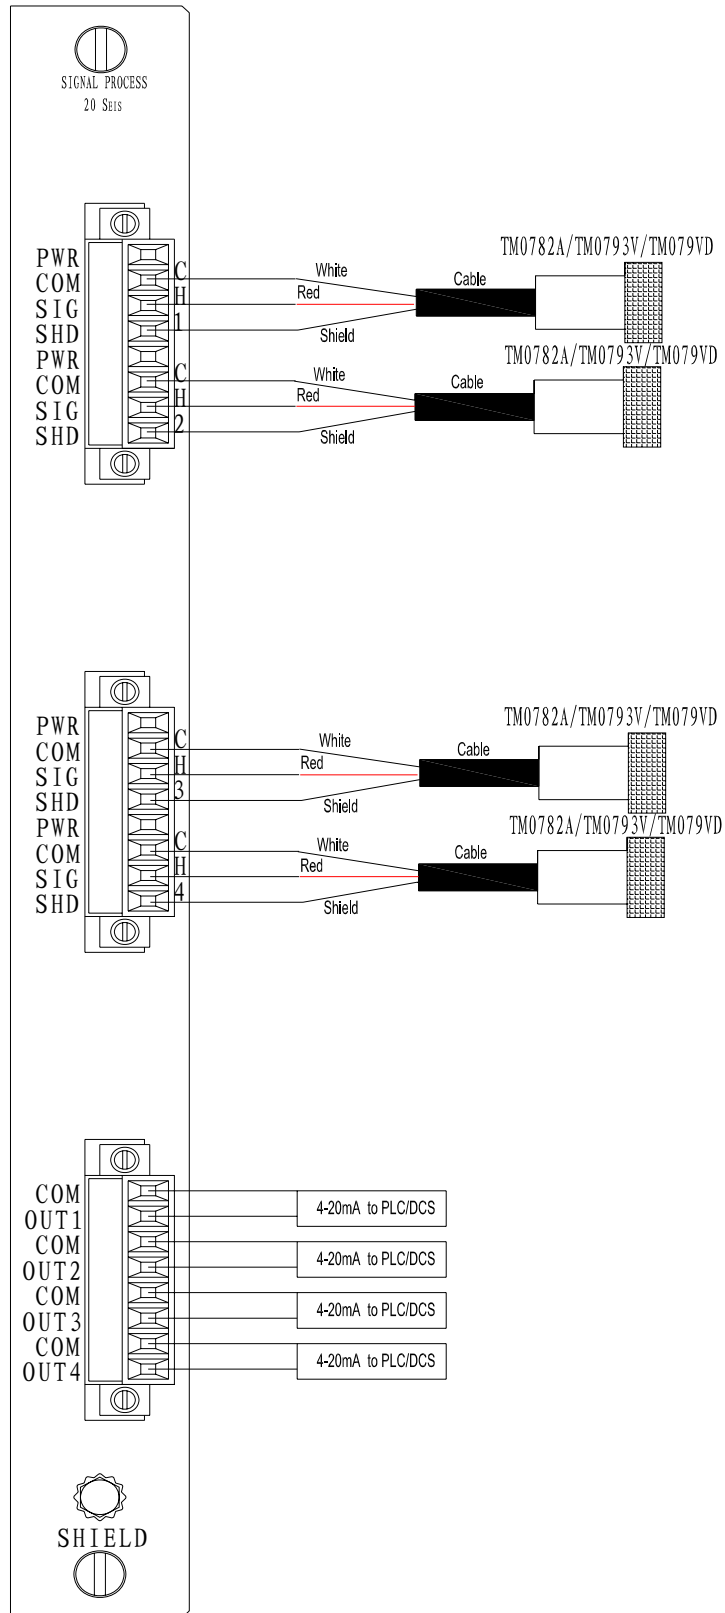 SIGNAL PROCESS
20 SEIS
PWR
COM
SIG
SHD
PWR
COM
SIG
SHD
C
H
1
C
H
2
White
Red
Shield
Cable
TM0782A/TM0793V/TM079VD
White
Red
Shield
Cable
TM0782A/TM0793V/TM079VD
PWR
COM
SIG
SHD
PWR
COM
SIG
SHD
C
H
3
C
H
4
White
Red
Shield
Cable
TM0782A/TM0793V/TM079VD
White
Red
Shield
Cable
TM0782A/TM0793V/TM079VD
COM
OUT1
4-20mA to PLC/DCS
COM
OUT2
4-20mA to PLC/DCS
COM
OUT3
4-20mA to PLC/DCS
COM
OUT4
4-20mA to PLC/DCS
SHIELD